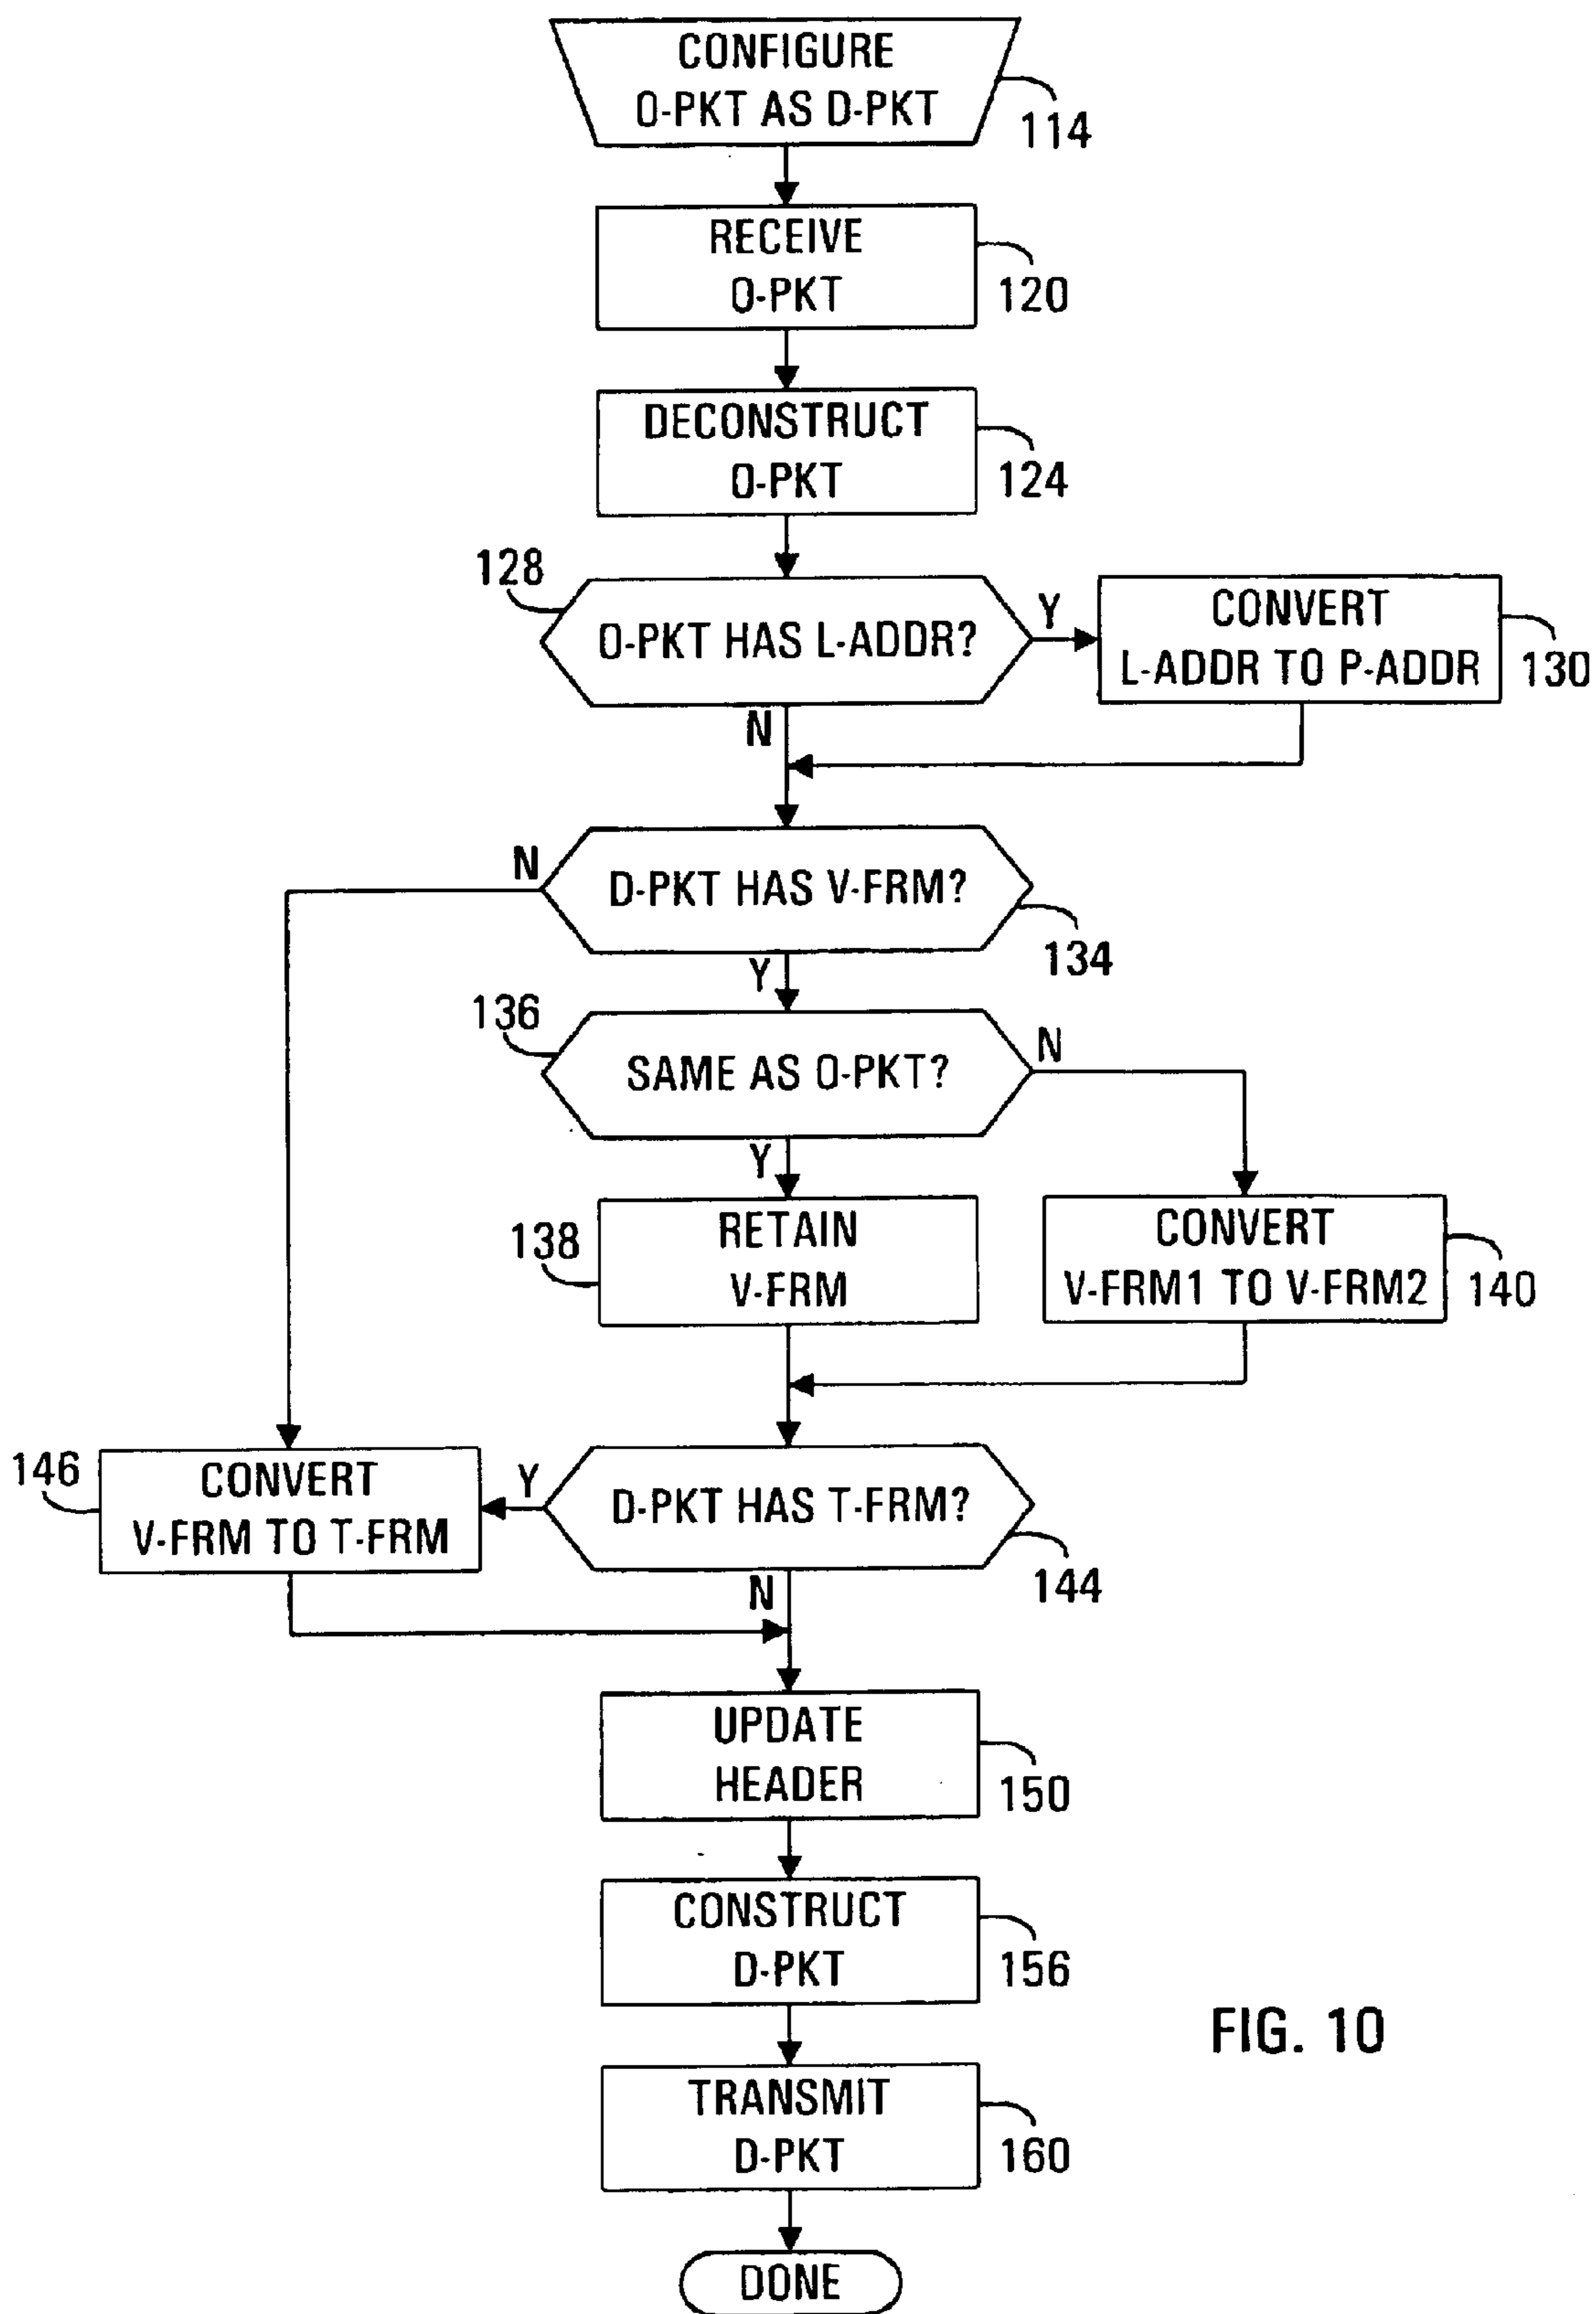 CONFIGURE
O-PKT AS D-PKT
114
RECEIVE
O-PKT
120
DECONSTRUCT
O-PKT
124
128
O-PKT HAS L-ADDR?
Y
CONVERT
L-ADDR TO P-ADDR
130
N
N
D-PKT HAS V-FRM?
134
Y
136
SAME AS O-PKT?
N
Y
138
RETAIN
V-FRM
CONVERT
V-FRM1 TO V-FRM2
140
146
CONVERT
V-FRM TO T-FRM
Y
D-PKT HAS T-FRM?
144
N
UPDATE
HEADER
150
CONSTRUCT
D-PKT
156
FIG. 10
TRANSMIT
D-PKT
160
DONE